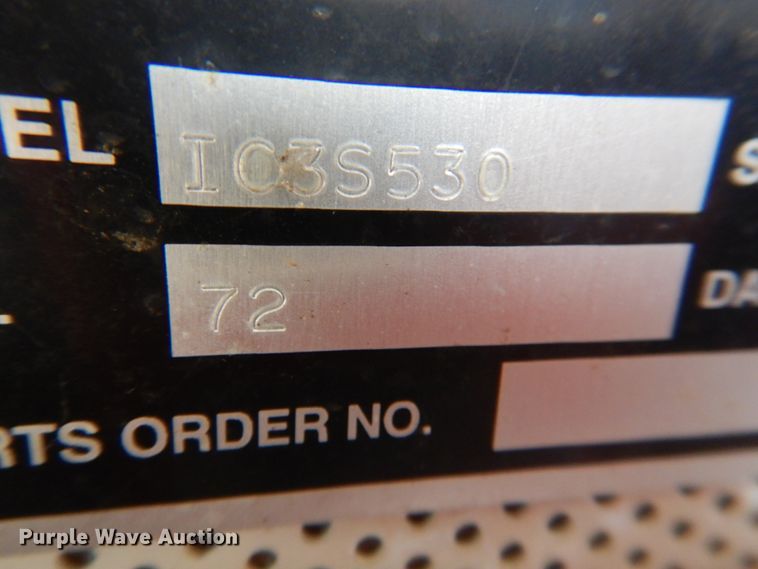 EL IC3S530 S
72 DA
RTS ORDER NO.
Purple Wave Auction